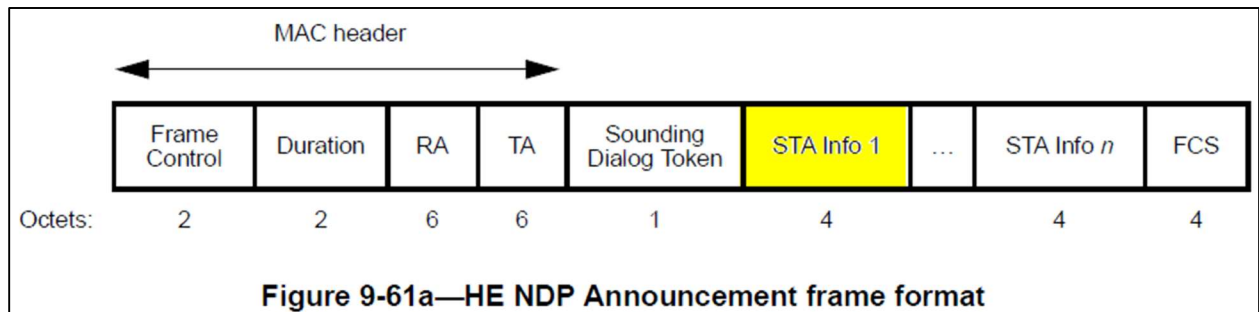 MAC header
Frame Control Duration RA TA Sounding Dialog Token STA Info 1 ... STA Info n FCS
Octets: 2 2 6 6 1 4 4 4
Figure 9-61a—HE NDP Announcement frame format